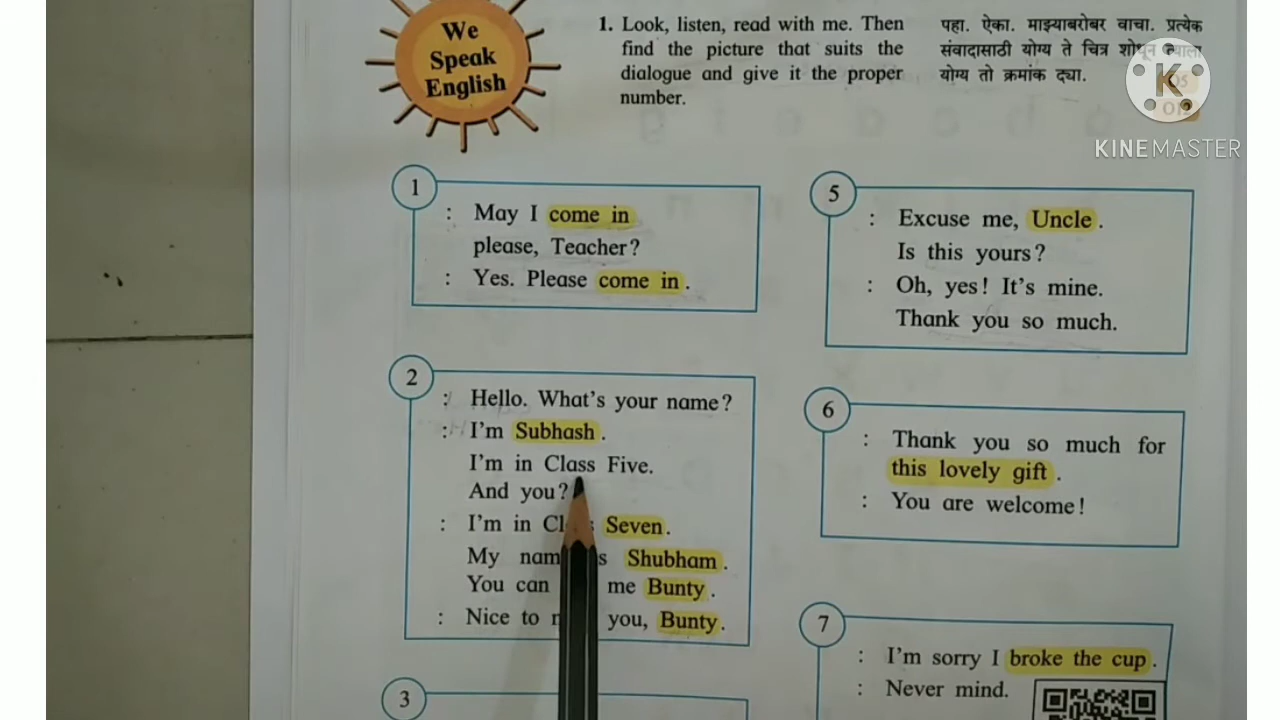 We
Speak
English
1. Look, listen, read with me. Then
find the picture that suits the
dialogue and give it the proper
number.
पहा. ऐका. माझ्याबरोबर वाचा. प्रत्येक
संवादासाठी योग्य ते चित्र शोधून त्याला
योग्य तो क्रमांक द्या.
K
KINEMASTER
1
: May I come in
please, Teacher?
: Yes. Please come in.
2
: Hello. What's your name?
: I'm Subhash.
I'm in Class Five.
And you?
: I'm in Seven.
My Shubham.
You can me Bunty.
: Nice to you, Bunty.
3
5
: Excuse me, Uncle.
Is this yours?
: Oh, yes! It's mine.
Thank you so much.
6
: Thank you so much for
this lovely gift.
: You are welcome!
7
: I'm sorry I broke the cup.
: Never mind.